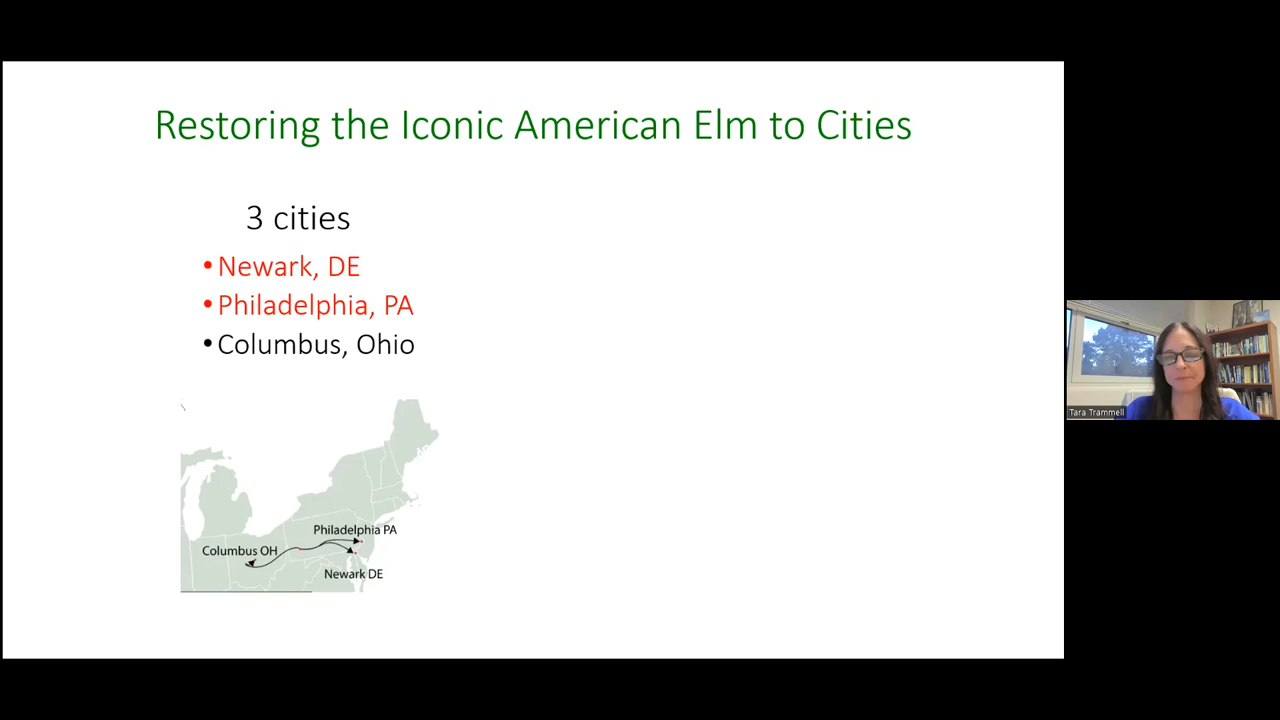 Restoring the Iconic American Elm to Cities
3 cities
•Newark, DE
•Philadelphia, PA
•Columbus, Ohio
Philadelphia PA
Columbus OH
Newark DE
Tara Trammell